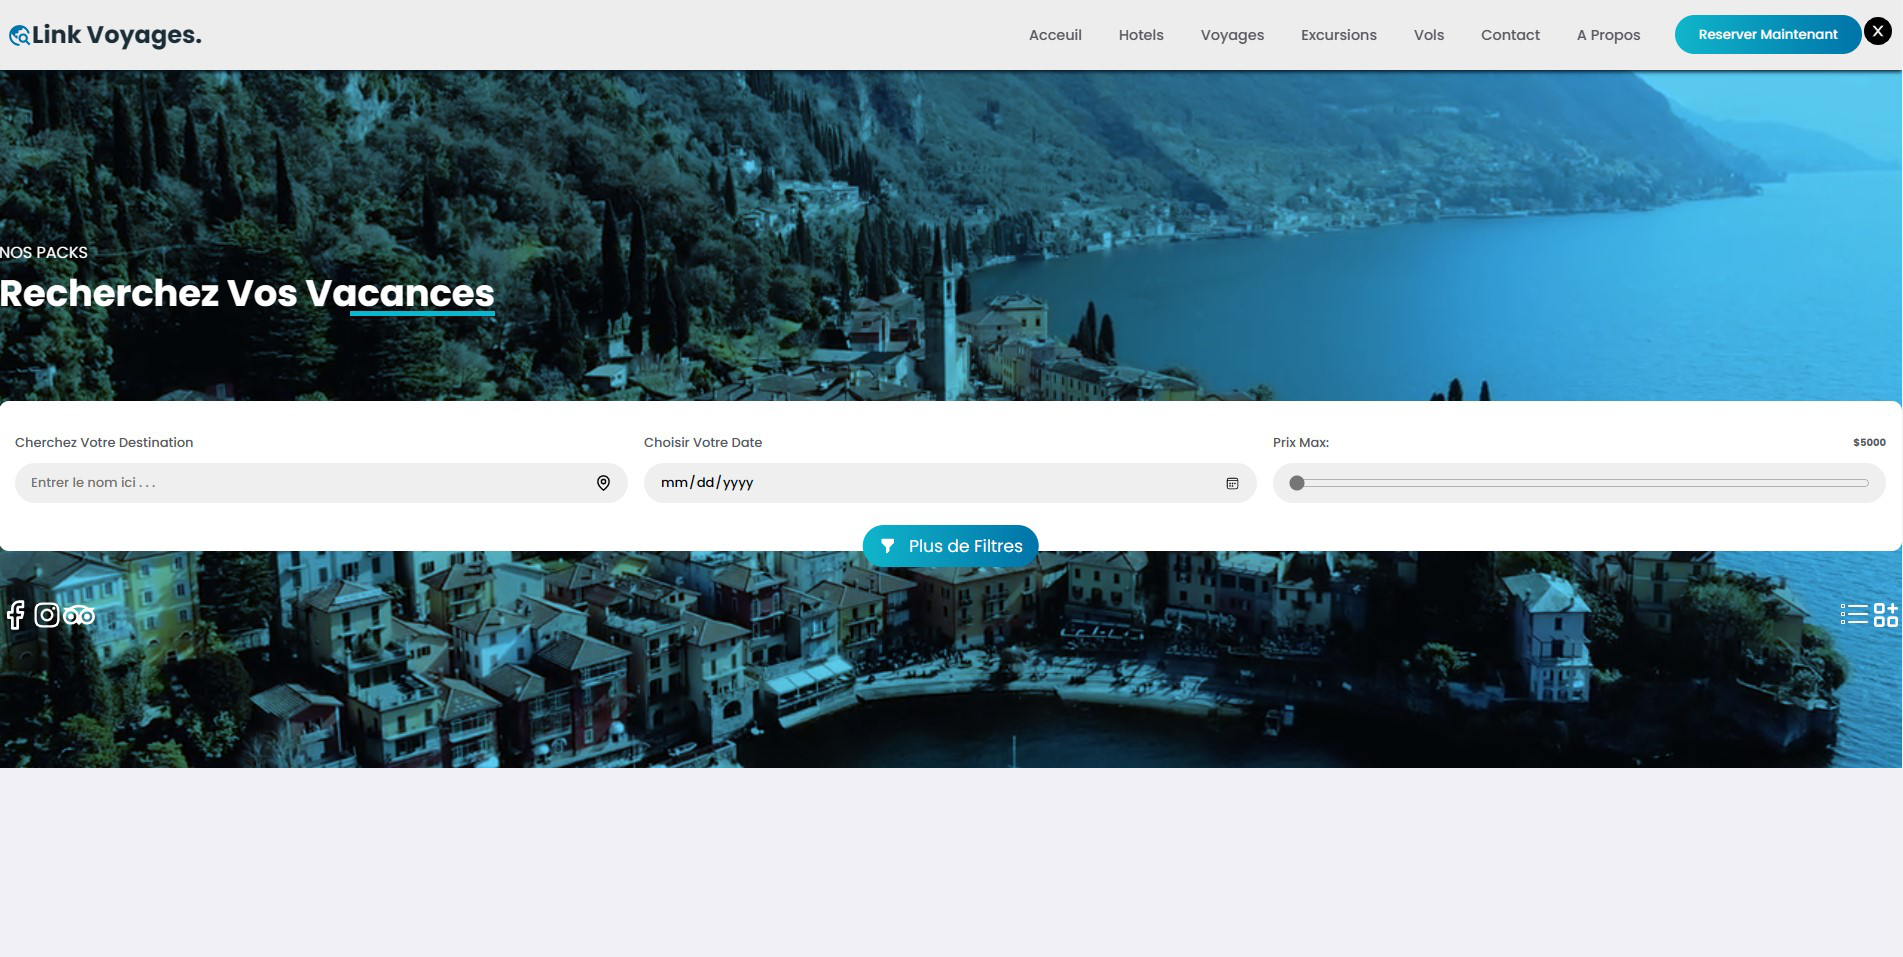 Link Voyages.
Acceuil Hotels Voyages Excursions Vols Contact A Propos Reserver Maintenant X
NOS PACKS
Recherchez Vos Vacances
Cherchez Votre Destination Choisir Votre Date Prix Max: $5000
Entrer le nom ici . . . mm/dd/yyyy
Plus de Filtres